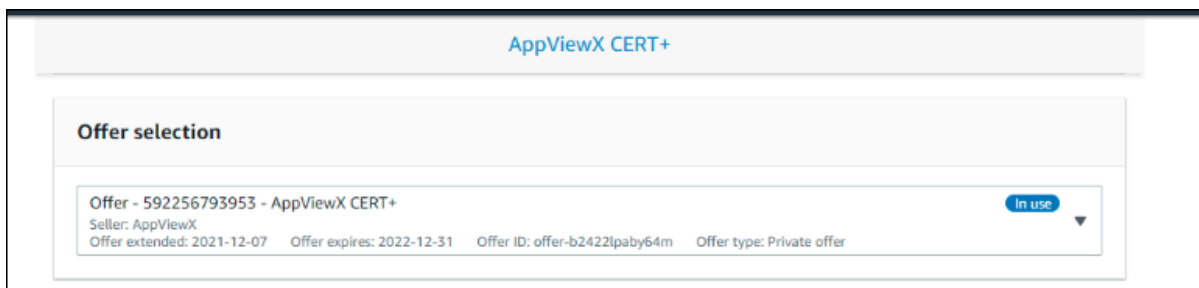 AppViewX CERT+
Offer selection
Offer - 592256793953 - AppViewX CERT+
In use
Seller: AppViewX
Offer extended: 2021-12-07 Offer expires: 2022-12-31 Offer ID: offer-b2422lpaby64m Offer type: Private offer